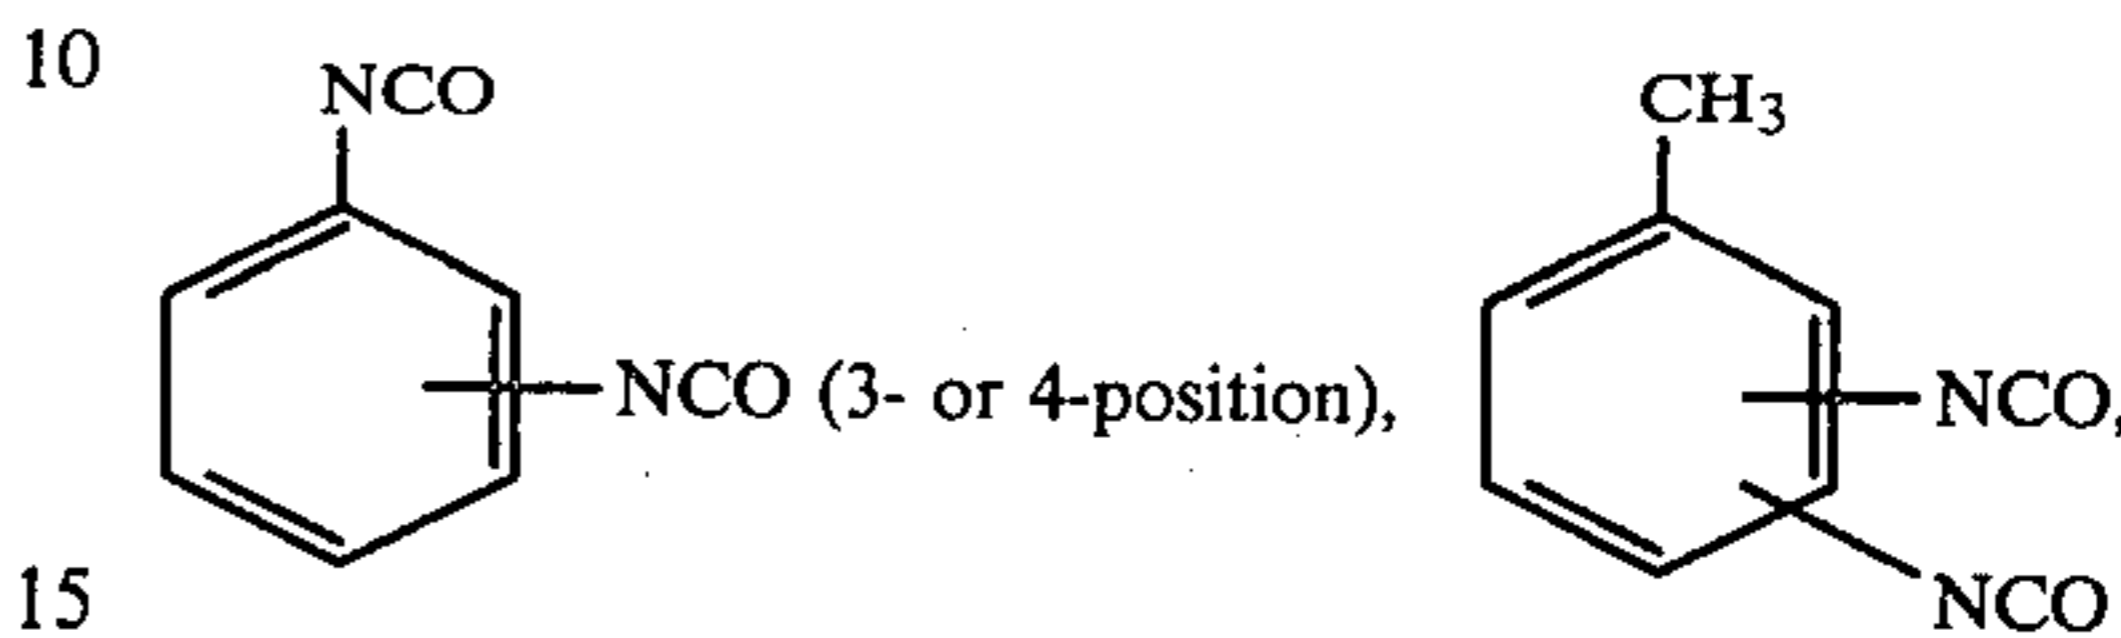 10
NCO
CH3
NCO (3- or 4-position),
NCO,
15
NCO